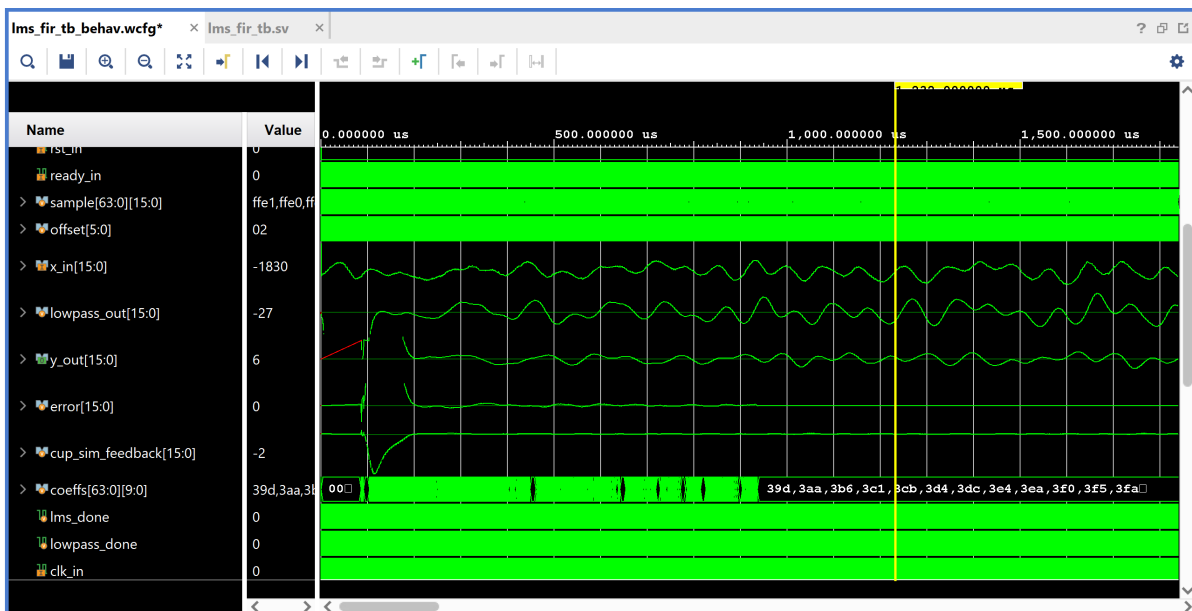 lms_fir_tb_behav.wcfg* × lms_fir_tb.sv × ?
Name Value
0.000000 us 500.000000 us 1,000.000000 us 1,500.000000 us
rst_in 0
ready_in 0
sample[63:0][15:0] ffe1,ffe0,ff
offset[5:0] 02
x_in[15:0] -1830
lowpass_out[15:0] -27
y_out[15:0] 6
error[15:0] 0
cup_sim_feedback[15:0] -2
coeffs[63:0][9:0] 39d,3aa,3b 00 39d,3aa,3b6,3c1,3cb,3d4,3dc,3e4,3ea,3f0,3f5,3fa
lms_done 0
lowpass_done 0
clk_in 0